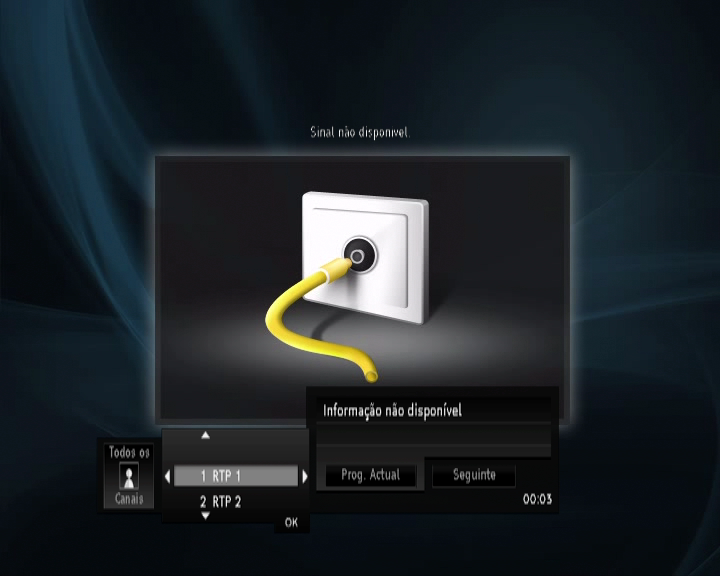 Sinal não disponivel.
Informação não disponível
Todos os
Canais
1 RTP 1
2 RTP 2
OK
Prog. Actual
Seguinte
00:03